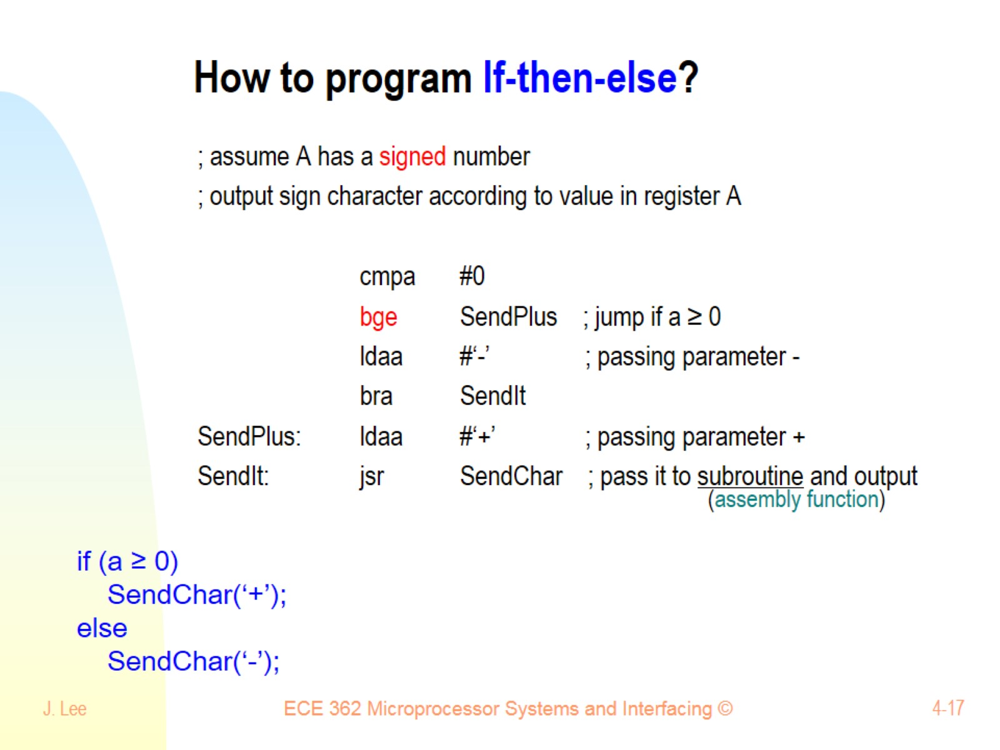 How to program If-then-else?
; assume A has a signed number
; output sign character according to value in register A
cmpa #0
bge SendPlus ; jump if a ≥ 0
ldaa #‘-’ ; passing parameter -
bra SendIt
SendPlus: ldaa #‘+’ ; passing parameter +
SendIt: jsr SendChar ; pass it to subroutine and output
(assembly function)
if (a ≥ 0)
SendChar(‘+’);
else
SendChar(‘-’);
J. Lee ECE 362 Microprocessor Systems and Interfacing © 4-17